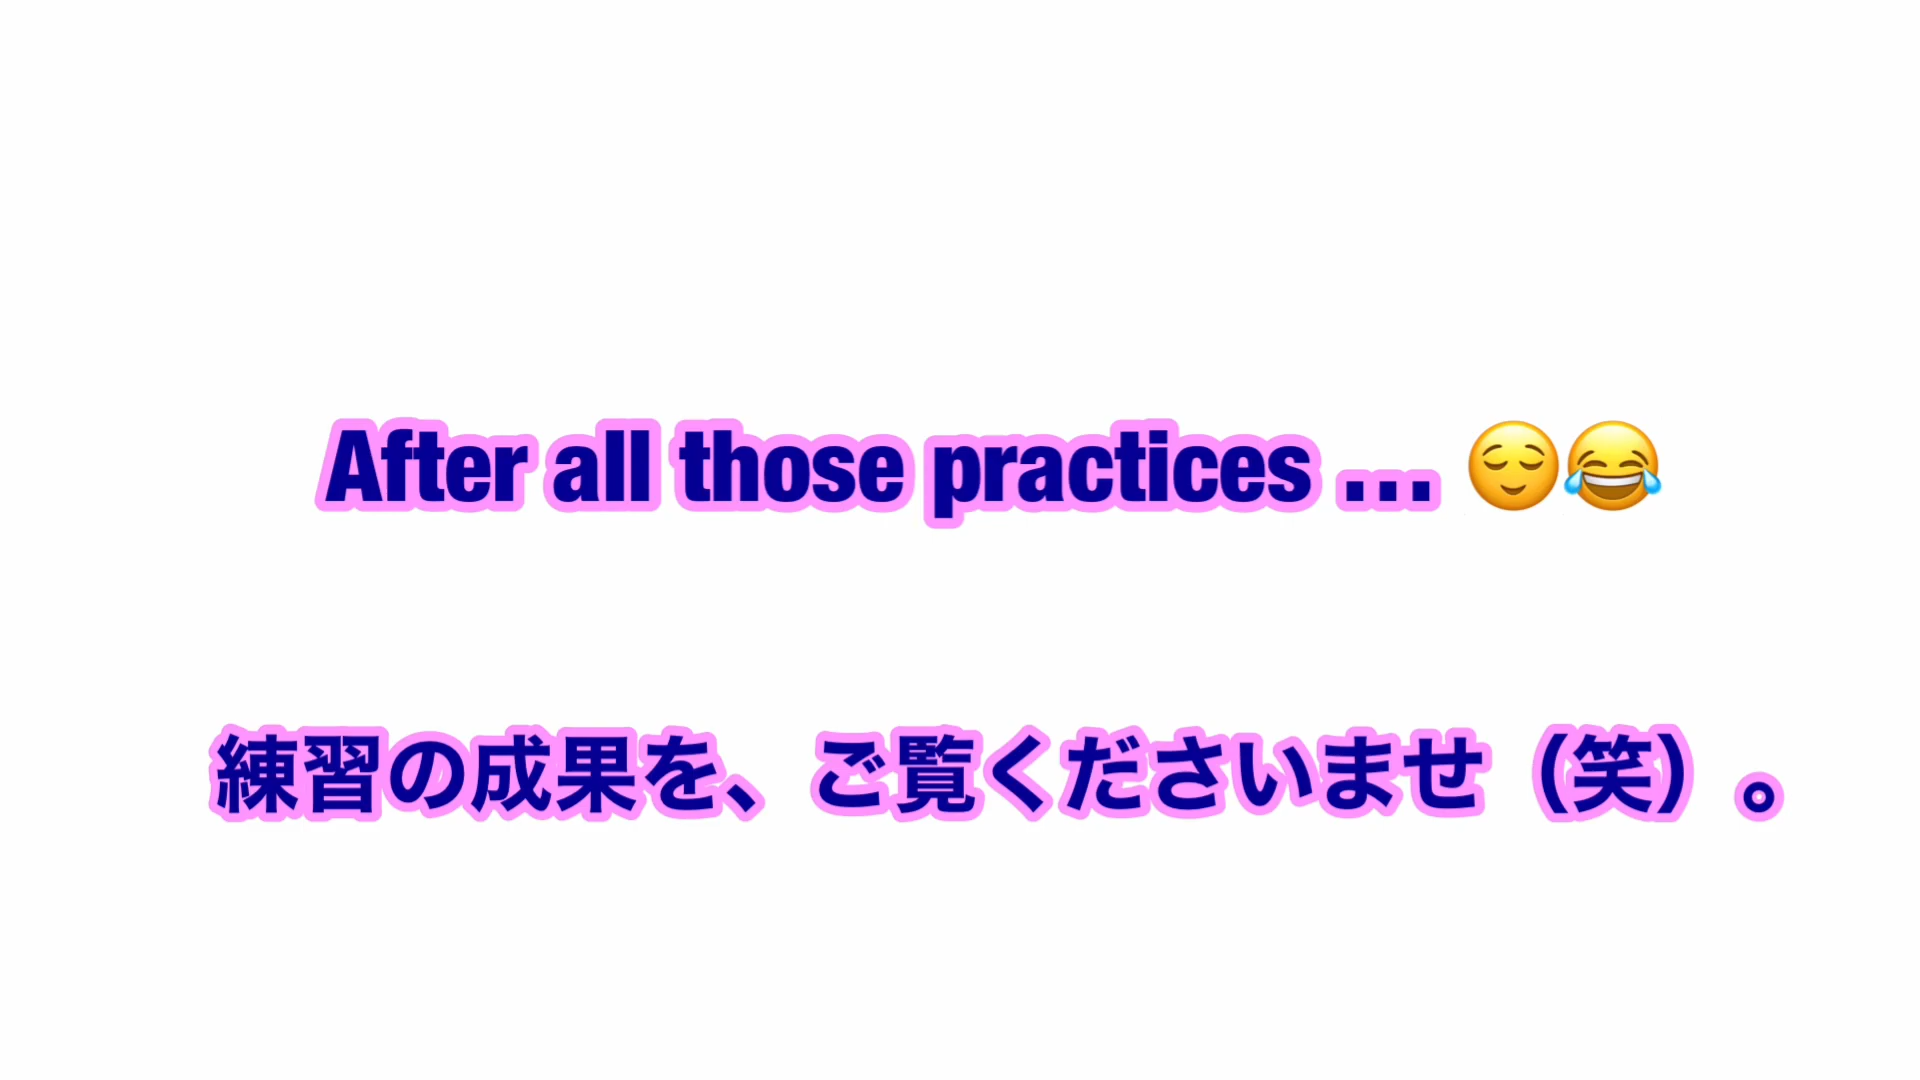 After all those practices … 😌😂
練習の成果を、ご覧くださいませ（笑）。